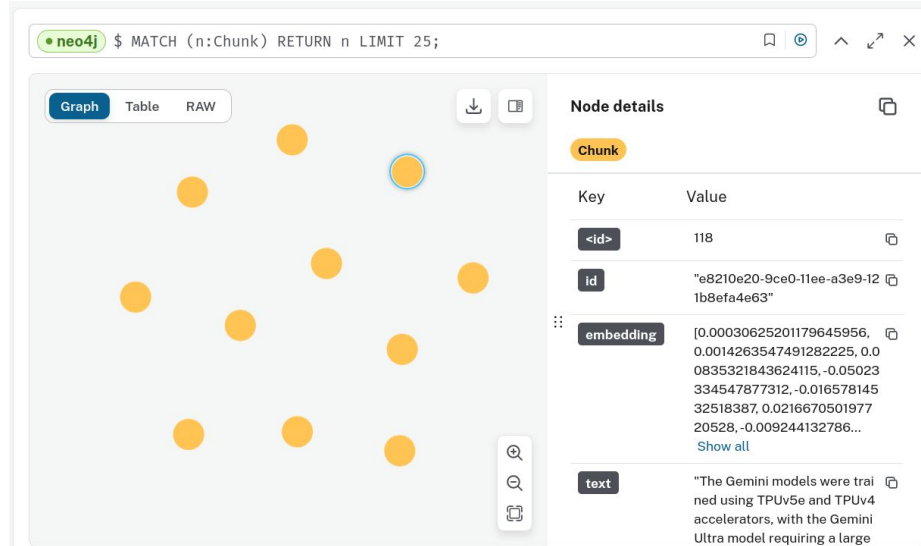 neo4j $ MATCH (n:Chunk) RETURN n LIMIT 25;
Graph Table RAW
Node details
Chunk
Key Value
<id> 118
id "e8210e20-9ce0-11ee-a3e9-12
1b8efa4e63"
embedding [0.00030625201179645956,
0.0014263547491282225, 0.0
0835321843624115, -0.05023
334547877312, -0.016578145
32518387, 0.0216670501977
20528, -0.009244132786...
Show all
text "The Gemini models were trai
ned using TPUv5e and TPUv4
accelerators, with the Gemini
Ultra model requiring a large